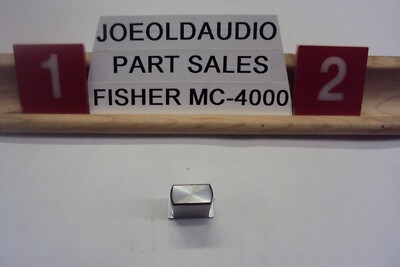 JOEOLDAUDIO
1 PART SALES 2
FISHER MC-4000